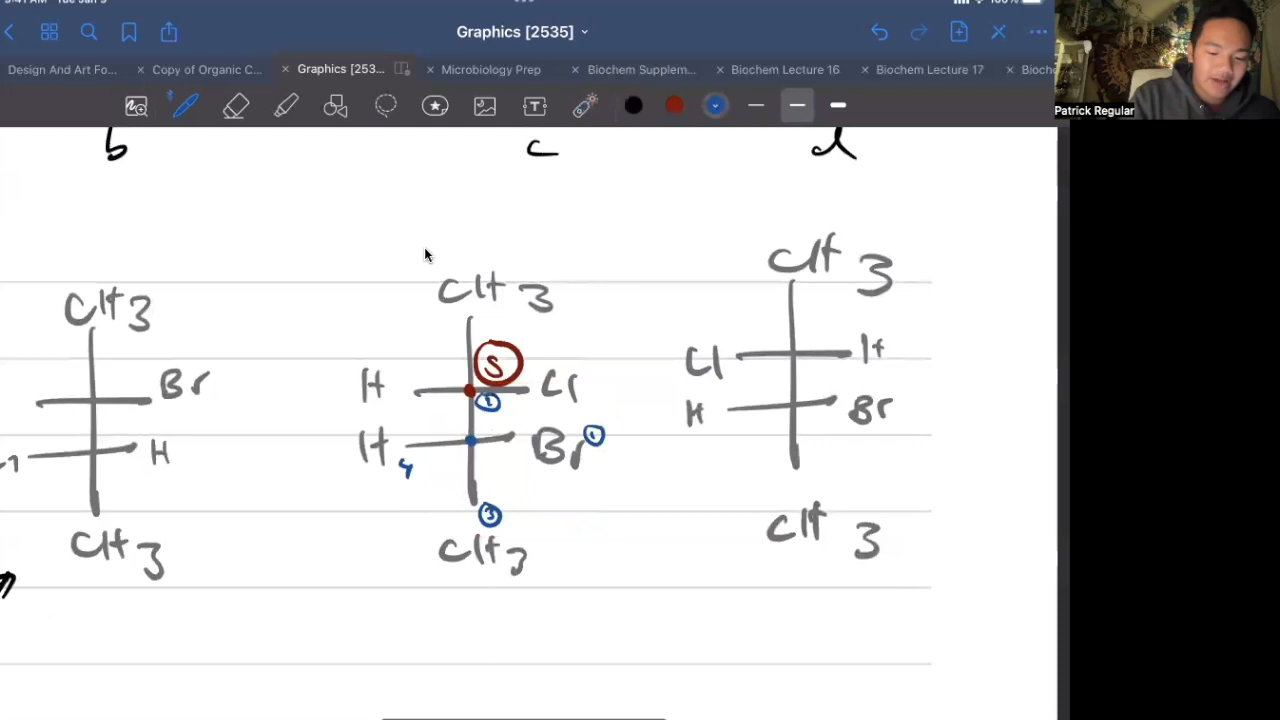 Graphics [2535]
Design And Art Fo...
Copy of Organic C...
Graphics [253...
Microbiology Prep
Biochem Supplem...
Biochem Lecture 16
Biochem Lecture 17
Patrick Regular
b
c
d
CH3
Br
H
CH3
CH3
H
S
Cl
2
H
4
Br
1
3
CH3
CH3
Cl
H
H
Br
CH3